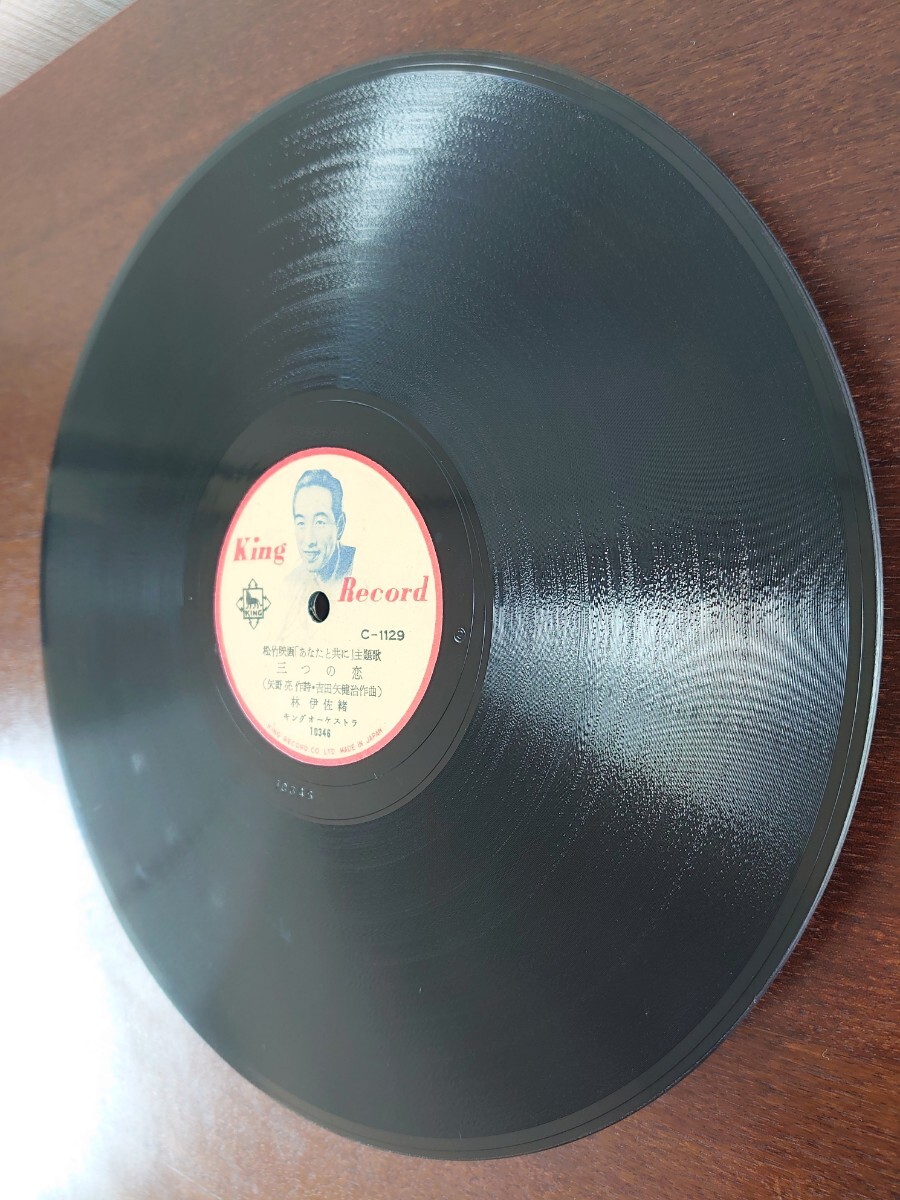 King
Record
KING
C-1129
松竹映画「あなたと共に」主題歌
三つの恋
(矢野亮作詩・吉田矢健治作曲)
林伊佐緒
キングオーケストラ
10346
KING RECORD CO. LTD. MADE IN JAPAN
10346